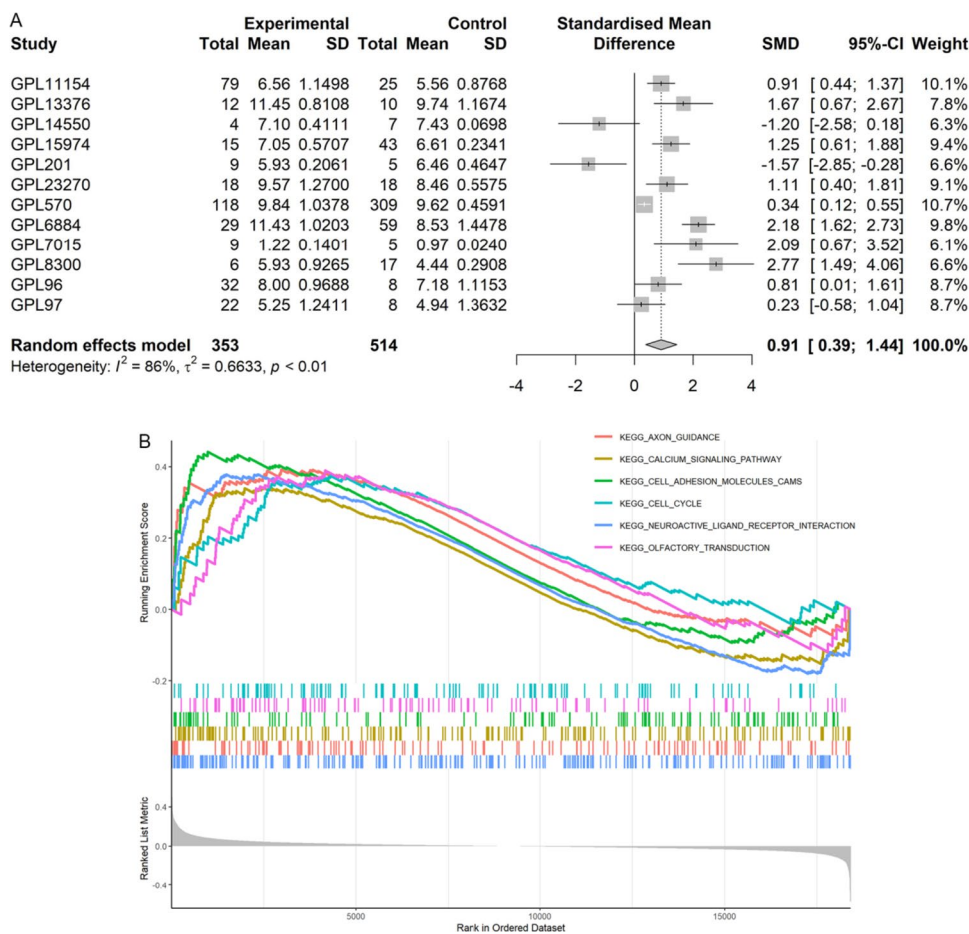 A
Experimental Control Standardised Mean
Study Total Mean SD Total Mean SD Difference SMD 95%-CI Weight
GPL11154 79 6.56 1.1498 25 5.56 0.8768 0.91 [ 0.44; 1.37] 10.1%
GPL13376 12 11.45 0.8108 10 9.74 1.1674 1.67 [ 0.67; 2.67] 7.8%
GPL14550 4 7.10 0.4111 7 7.43 0.0698 -1.20 [-2.58; 0.18] 6.3%
GPL15974 15 7.05 0.5707 43 6.61 0.2341 1.25 [ 0.61; 1.88] 9.4%
GPL201 9 5.93 0.2061 5 6.46 0.4647 -1.57 [-2.85; -0.28] 6.6%
GPL23270 18 9.57 1.2700 18 8.46 0.5575 1.11 [ 0.40; 1.81] 9.1%
GPL570 118 9.84 1.0378 309 9.62 0.4591 0.34 [ 0.12; 0.55] 10.7%
GPL6884 29 11.43 1.0203 59 8.53 1.4478 2.18 [ 1.62; 2.73] 9.8%
GPL7015 9 1.22 0.1401 5 0.97 0.0240 2.09 [ 0.67; 3.52] 6.1%
GPL8300 6 5.93 0.9265 17 4.44 0.2908 2.77 [ 1.49; 4.06] 6.6%
GPL96 32 8.00 0.9688 8 7.18 1.1153 0.81 [ 0.01; 1.61] 8.7%
GPL97 22 5.25 1.2411 8 4.94 1.3632 0.23 [-0.58; 1.04] 8.7%
Random effects model 353 514 0.91 [ 0.39; 1.44] 100.0%
Heterogeneity: I² = 86%, τ² = 0.6633, p < 0.01
-4 -2 0 2 4
B
KEGG_AXON_GUIDANCE
KEGG_CALCIUM_SIGNALING_PATHWAY
KEGG_CELL_ADHESION_MOLECULES_CAMS
KEGG_CELL_CYCLE
KEGG_NEUROACTIVE_LIGAND_RECEPTOR_INTERACTION
KEGG_OLFACTORY_TRANSDUCTION
Running Enrichment Score
0.4
0.2
0.0
-0.2
Ranked List Metric
0.4
0.0
-0.4
5000 10000 15000
Rank in Ordered Dataset